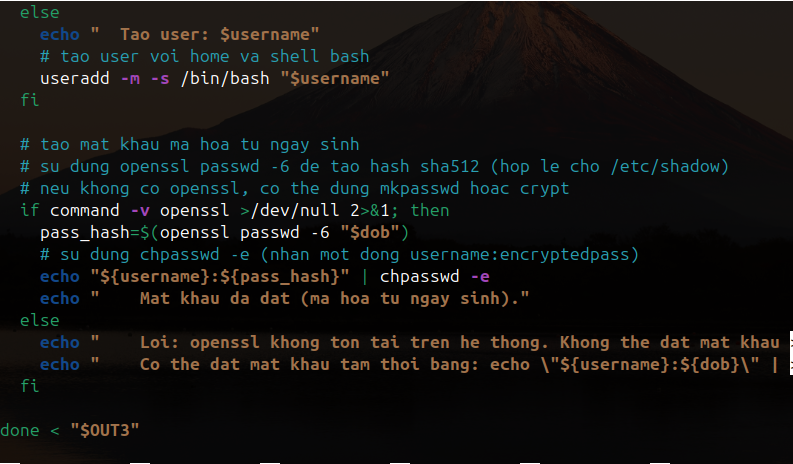 else
    echo "  Tao user: $username"
    # tao user voi home va shell bash
    useradd -m -s /bin/bash "$username"
  fi

  # tao mat khau ma hoa tu ngay sinh
  # su dung openssl passwd -6 de tao hash sha512 (hop le cho /etc/shadow)
  # neu khong co openssl, co the dung mkpasswd hoac crypt
  if command -v openssl >/dev/null 2>&1; then
    pass_hash=$(openssl passwd -6 "$dob")
    # su dung chpasswd -e (nhan mot dong username:encryptedpass)
    echo "${username}:${pass_hash}" | chpasswd -e
    echo "    Mat khau da dat (ma hoa tu ngay sinh)."
  else
    echo "    Loi: openssl khong ton tai tren he thong. Khong the dat mat khau >
    echo "    Co the dat mat khau tam thoi bang: echo \"${username}:${dob}\" | >
  fi

done < "$OUT3"